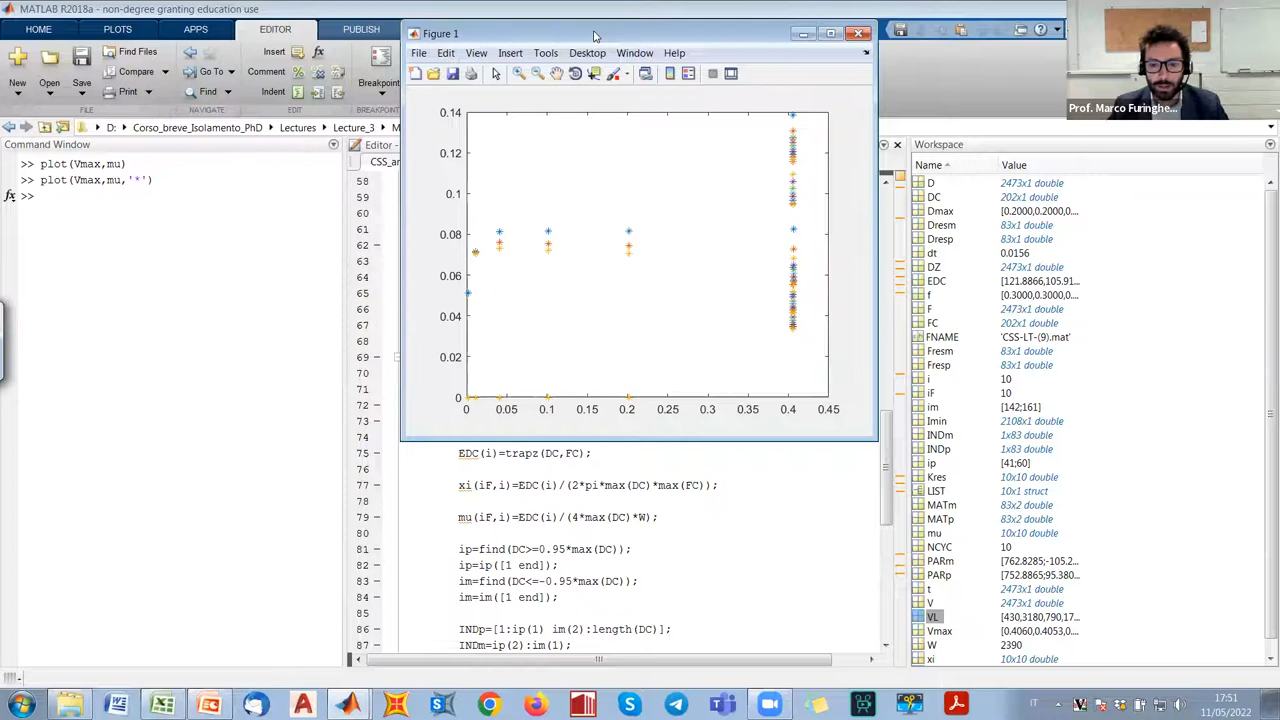 MATLAB R2018a - non-degree granting education use
HOME PLOTS APPS EDITOR PUBLISH
New Open Save
Find Files
Compare
Print
Go To
Find
Insert
Comment
Indent
Breakpoint
FILE NAVIGATE
D: Corso_breve_Isolamento_PhD Lectures Lecture_3
Command Window
>> plot(Vmax,mu)
>> plot(Vmax,mu,'*')
fx >>
Figure 1
File Edit View Insert Tools Desktop Window Help
0.14
0.12
0.1
0.08
0.06
0.04
0.02
0
0 0.05 0.1 0.15 0.2 0.25 0.3 0.35 0.4 0.45
Editor -
58
59
60
61
62
63
64
65
66
67
68
69
70
71
72
73
74
75 EDC(i)=trapz(DC,FC);
76
77 xi(iF,i)=EDC(i)/(2*pi*max(DC)*max(FC));
78
79 mu(iF,i)=EDC(i)/(4*max(DC)*W);
80
81 ip=find(DC>=0.95*max(DC));
82 ip=ip([1 end]);
83 im=find(DC<=-0.95*max(DC));
84 im=im([1 end]);
85
86 INDp=[1:ip(1) im(2):length(DC)];
87 INDm=ip(2):im(1);
Workspace
Name Value
D 2473x1 double
DC 202x1 double
Dmax [0.2000,0.2000,0....
Dresm 83x1 double
Dresp 83x1 double
dt 0.0156
DZ 2473x1 double
EDC [121.8866,105.91...
f [0.3000,0.3000,0....
F 2473x1 double
FC 202x1 double
FNAME 'CSS-LT-(9).mat'
Fresm 83x1 double
Fresp 83x1 double
i 10
iF 10
im [142;161]
Imin 2108x1 double
INDm 1x83 double
INDp 1x83 double
ip [41;60]
Kres 10x10 double
LIST 10x1 struct
MATm 83x2 double
MATp 83x2 double
mu 10x10 double
NCYC 10
PARm [762.8285;-105.2...
PARp [752.8865;95.380...
t 2473x1 double
V 2473x1 double
VL [430,3180,790,17...
Vmax [0.4060,0.4053,0....
W 2390
xi 10x10 double
Prof. Marco Furinghe...
IT
17:51
11/05/2022